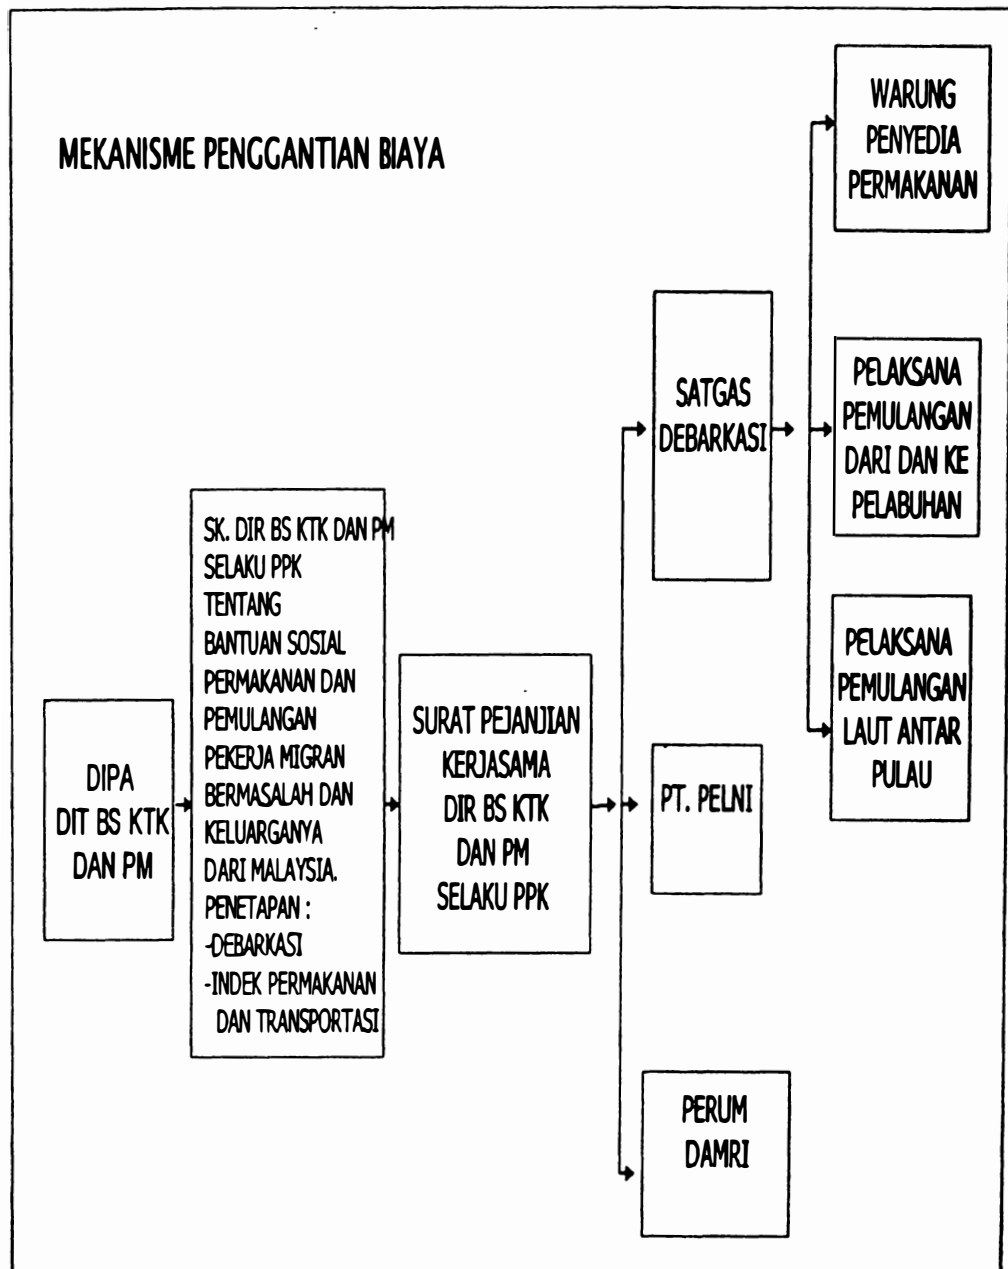 MEKANISME PENGGANTIAN BIAYA
DIPA
DIT BS KTK
DAN PM
SK. DIR BS KTK DAN PM
SELAKU PPK
TENTANG
BANTUAN SOSIAL
PERMAKANAN DAN
PEMULANGAN
PEKERJA MIGRAN
BERMASALAH DAN
KELUARGANYA
DARI MALAYSIA.
PENETAPAN :
-DEBARKASI
-INDEK PERMAKANAN
DAN TRANSPORTASI
SURAT PEJANJIAN
KERJASAMA
DIR BS KTK
DAN PM
SELAKU PPK
SATGAS
DEBARKASI
PT. PELNI
PERUM
DAMRI
WARUNG
PENYEDIA
PERMAKANAN
PELAKSANA
PEMULANGAN
DARI DAN KE
PELABUHAN
PELAKSANA
PEMULANGAN
LAUT ANTAR
PULAU